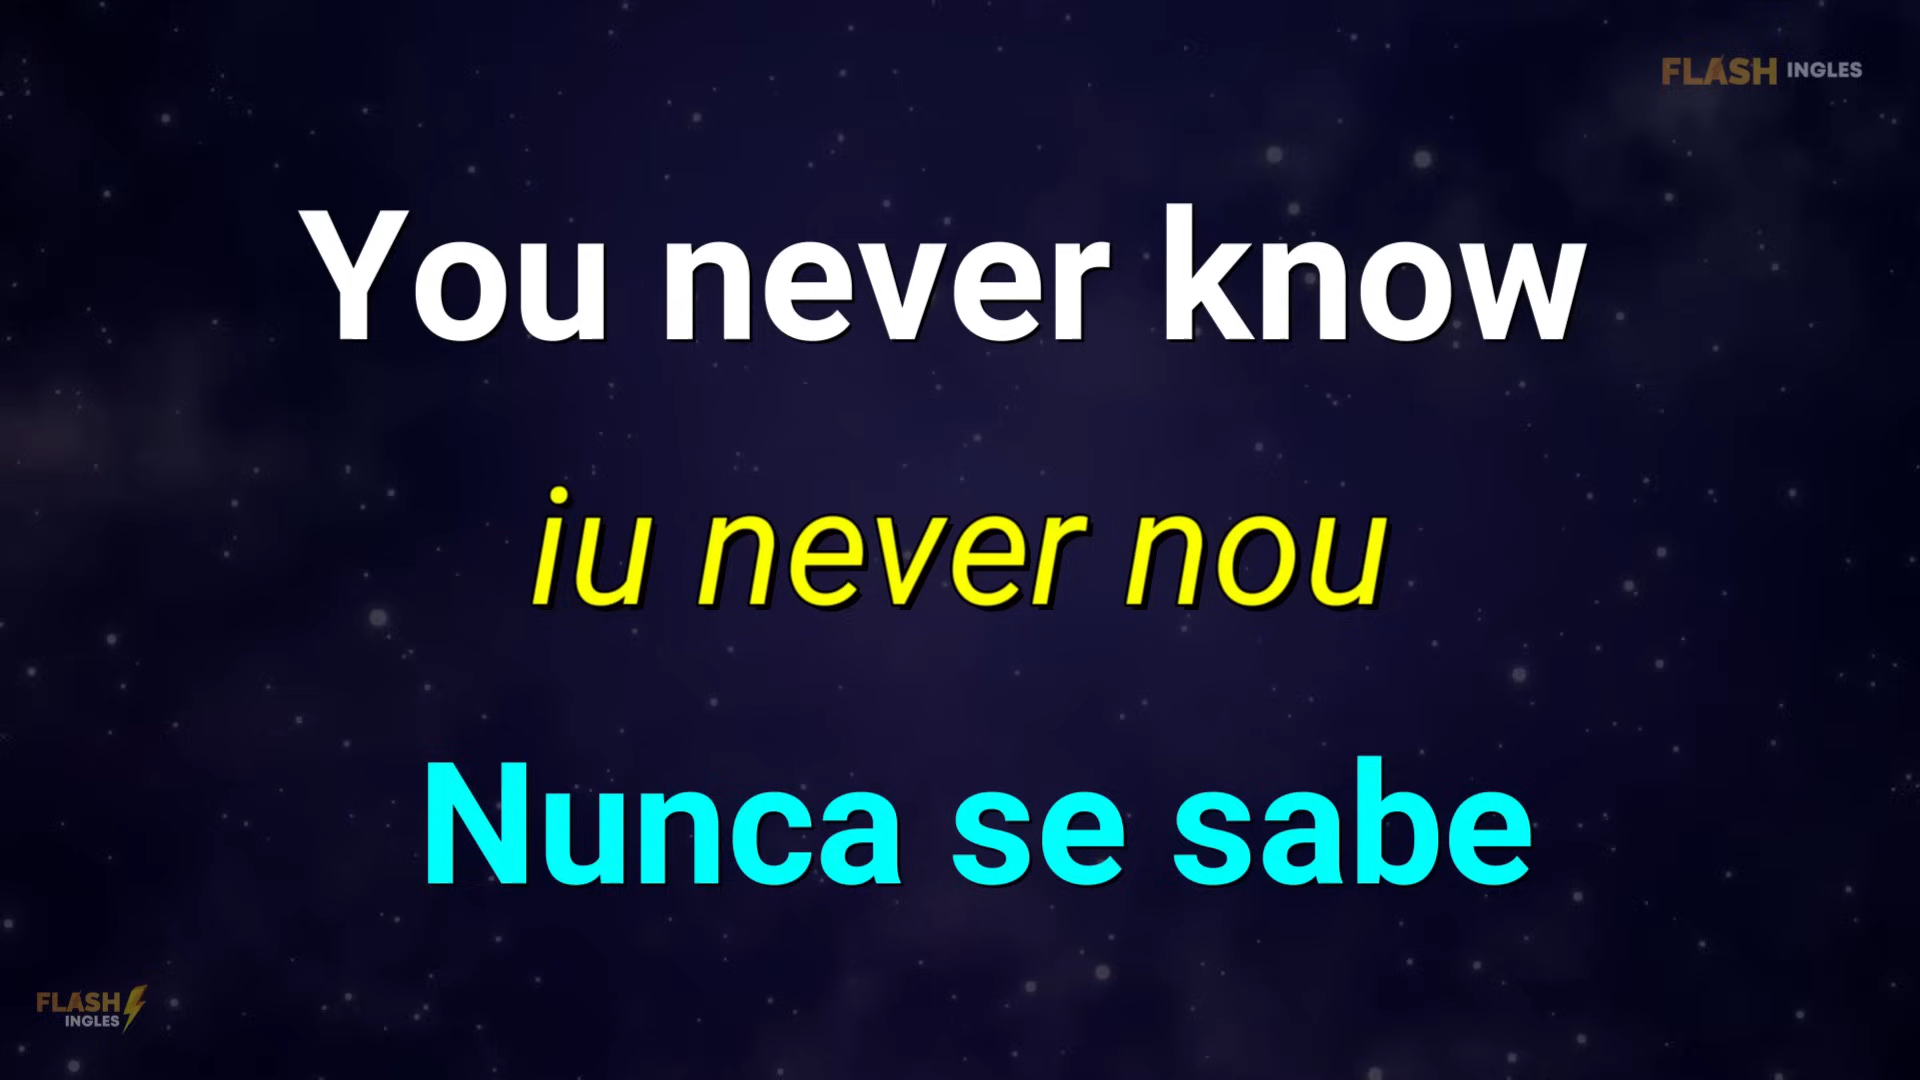 FLASH INGLES
You never know
iu never nou
Nunca se sabe
FLASH
INGLES